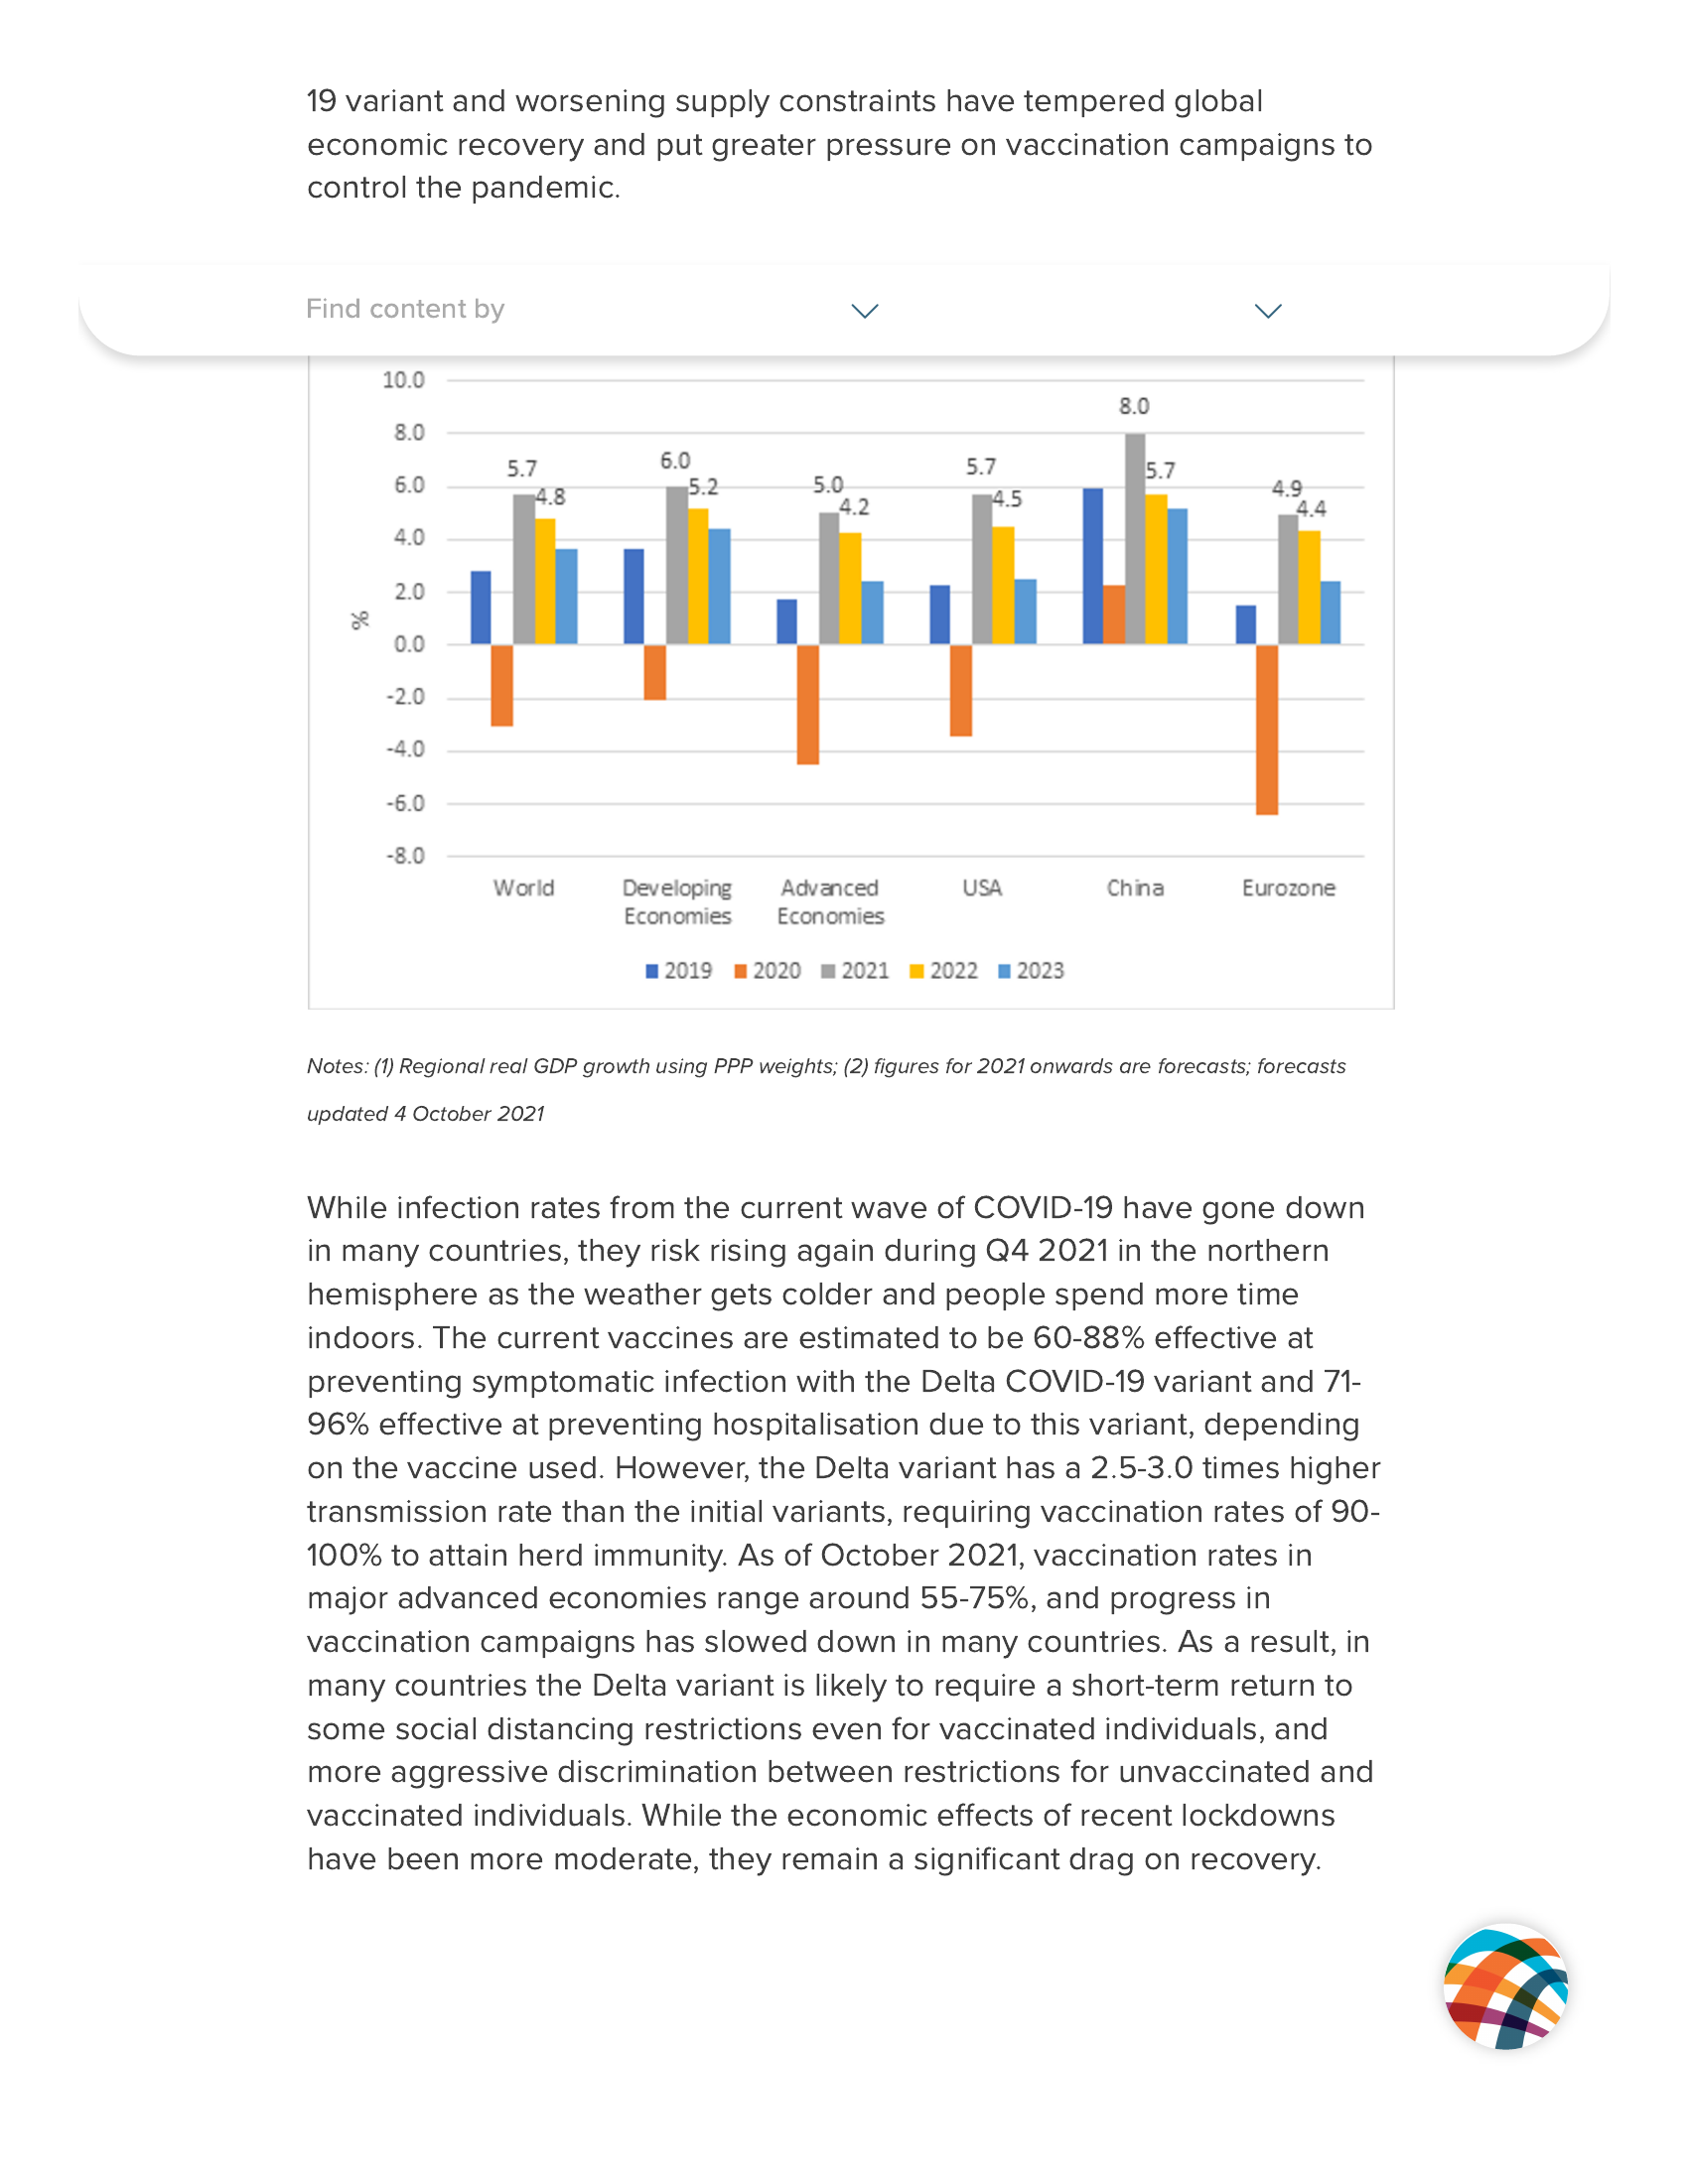 19 variant and worsening supply constraints have tempered global
economic recovery and put greater pressure on vaccination campaigns to
control the pandemic.
Find content by
10.0
8.0
6.0
4.0
2.0
0.0
-2.0
-4.0
-6.0
-8.0
%
5.7
4.8
6.0
5.2
5.0
4.2
5.7
4.5
8.0
5.7
4.9
4.4
World
Developing
Economies
Advanced
Economies
USA
China
Eurozone
2019 2020 2021 2022 2023
Notes: (1) Regional real GDP growth using PPP weights; (2) figures for 2021 onwards are forecasts; forecasts
updated 4 October 2021
While infection rates from the current wave of COVID-19 have gone down
in many countries, they risk rising again during Q4 2021 in the northern
hemisphere as the weather gets colder and people spend more time
indoors. The current vaccines are estimated to be 60-88% effective at
preventing symptomatic infection with the Delta COVID-19 variant and 71-
96% effective at preventing hospitalisation due to this variant, depending
on the vaccine used. However, the Delta variant has a 2.5-3.0 times higher
transmission rate than the initial variants, requiring vaccination rates of 90-
100% to attain herd immunity. As of October 2021, vaccination rates in
major advanced economies range around 55-75%, and progress in
vaccination campaigns has slowed down in many countries. As a result, in
many countries the Delta variant is likely to require a short-term return to
some social distancing restrictions even for vaccinated individuals, and
more aggressive discrimination between restrictions for unvaccinated and
vaccinated individuals. While the economic effects of recent lockdowns
have been more moderate, they remain a significant drag on recovery.